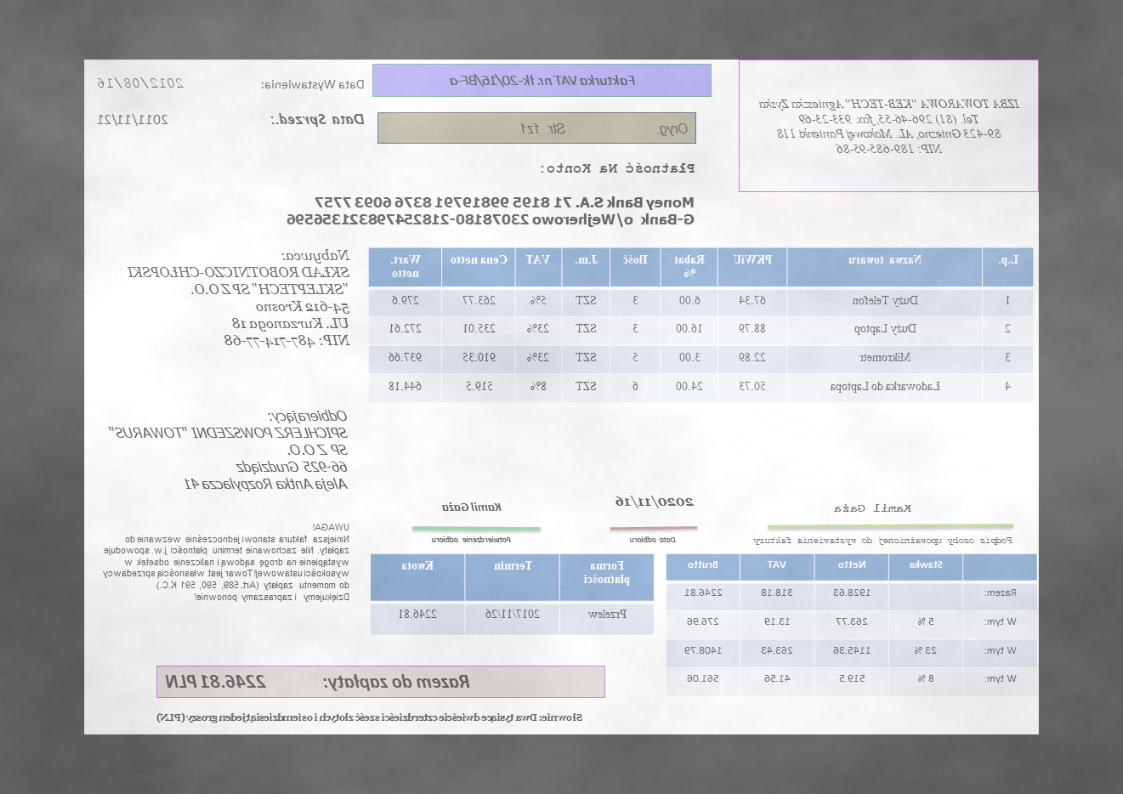 IZBA TOWAROWA "KEB-TECH" Agnieszka Zyska
Tel. (81) 296-46-55, fax. 933-23-69
89-423 Gniezno, AL. Makowej Panienki 118
NIP: 189-685-95-86
Fakturka VAT nr. fk-20/16/BF-a
Oryg. Str. 1z1
Data Wystawienia: 2012/08/16
Data Sprzed.: 2011/11/21
Płatność Na Konto:
Money Bank S.A. 71 8195 99819791 8376 6093 7757
G-Bank o/Wejherowo 23078180-218254798321356596
L.p. Nazwa towaru PKWiU Rabat % Ilość J.m. VAT Cena netto Wart. netto
1 Duży Telefon 67.34 6.00 3 SZT 5% 263.77 279.6
2 Duży Laptop 88.79 16.00 3 SZT 23% 235.01 272.61
3 Mikrometr 22.89 3.00 5 SZT 23% 910.35 937.66
4 Ładowarka do Laptopa 50.73 24.00 6 SZT 8% 519.5 644.18
Nabywca:
SKŁAD ROBOTNICZO-CHŁOPSKI
"SKLEPTECH" SP Z O.O.
54-612 Krosno
UL. Kurzanoga 18
NIP: 487-714-77-68
Odbierający:
SPICHLERZ POWSZEDNI "TOWARUS"
SP Z O.O.
66-925 Grudziądz
Aleja Antka Rozpylacza 41
Kamil Gaża
Podpis osoby upoważnionej do wystawienia faktury
2020/11/16
Data odbioru
Kamil Gaża
Potwierdzenie odbioru
UWAGA!
Niniejsza faktura stanowi jednocześnie wezwanie do
zapłaty. Nie zachowanie terminu płatności j.w. spowoduje
wystąpienie na drogę sądową i naliczenie odsetek w
wysokości ustawowej Towar jest własnością sprzedawcy
do momentu zapłaty (Art. 589, 590, 591 K.C.)
Dziękujemy i zapraszamy ponownie!
Stawka Netto VAT Brutto
Razem: 1928.63 318.18 2246.81
W tym: 5 % 263.77 13.19 276.96
W tym: 23 % 1145.36 263.43 1408.79
W tym: 8 % 519.5 41.56 561.06
Forma płatności Termin Kwota
Przelew 2017/11/26 2246.81
Razem do zapłaty: 2246.81 PLN
Słownie: Dwa tysiące dwieście czterdzieści sześć złotych i osiemdziesiąt jeden groszy (PLN)